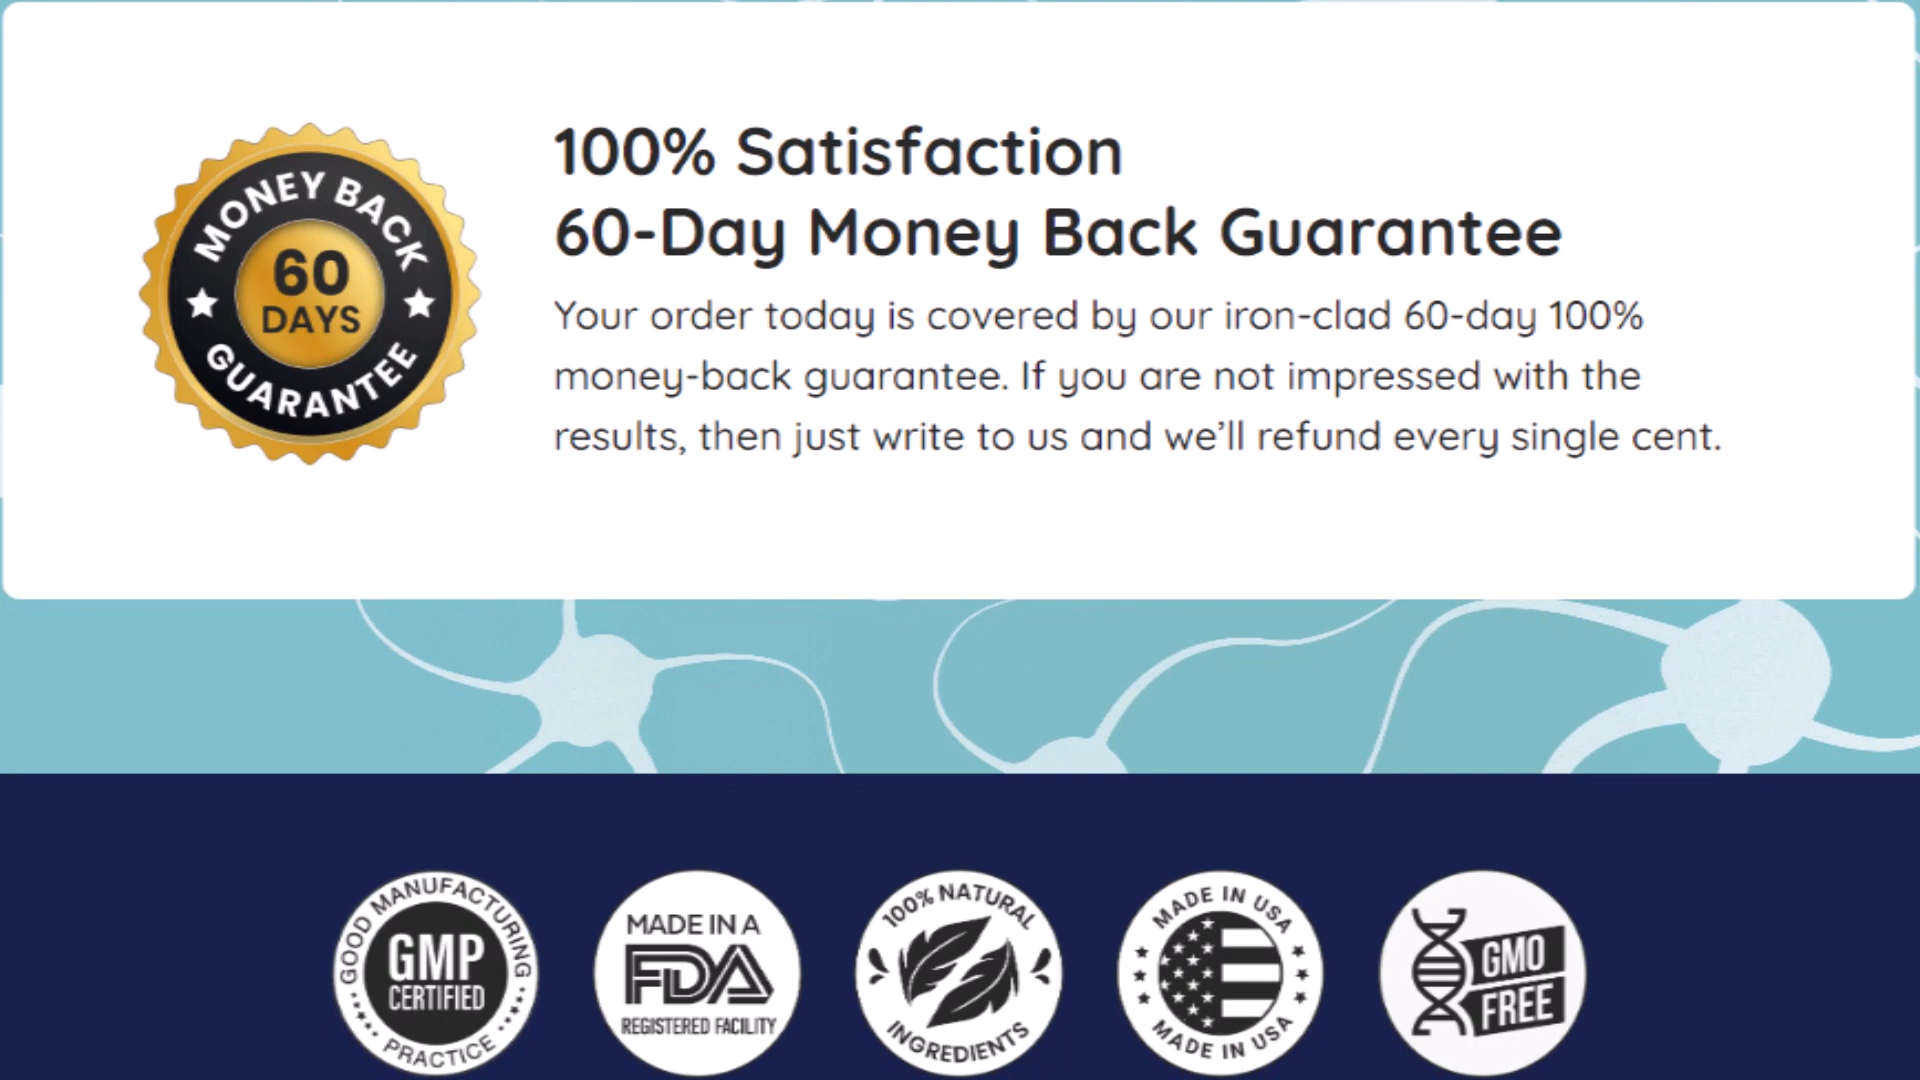 MONEY BACK
60
DAYS
GUARANTEE
100% Satisfaction
60-Day Money Back Guarantee
Your order today is covered by our iron-clad 60-day 100%
money-back guarantee. If you are not impressed with the
results, then just write to us and we’ll refund every single cent.
GOOD MANUFACTURING
GMP
CERTIFIED
PRACTICE
MADE IN A
FDA
REGISTERED FACILITY
100% NATURAL
INGREDIENTS
MADE IN USA
MADE IN USA
GMO
FREE